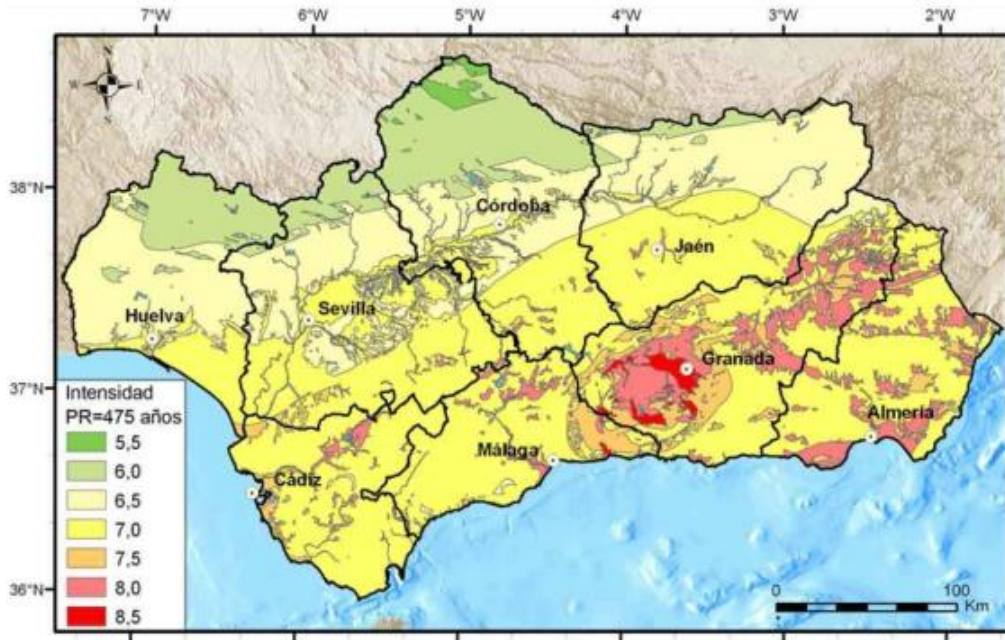 7°W 6°W 5°W 4°W 3°W 2°W
N
W E
S
38°N
37°N
36°N
Córdoba
Jaén
Sevilla
Huelva
Granada
Almería
Málaga
Cádiz
Intensidad
PR=475 años
5,5
6,0
6,5
7,0
7,5
8,0
8,5
0 100
Km